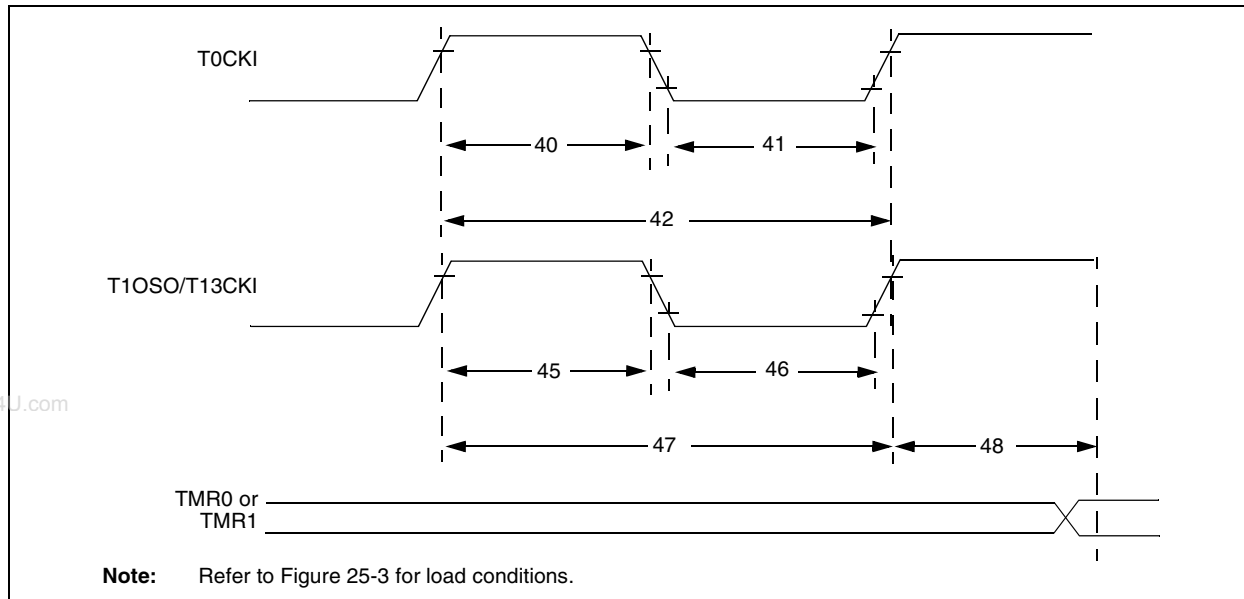 T0CKI
40
41
42
T1OSO/T13CKI
45
46
4U.com
47
48
TMR0 or
TMR1
Note: Refer to Figure 25-3 for load conditions.